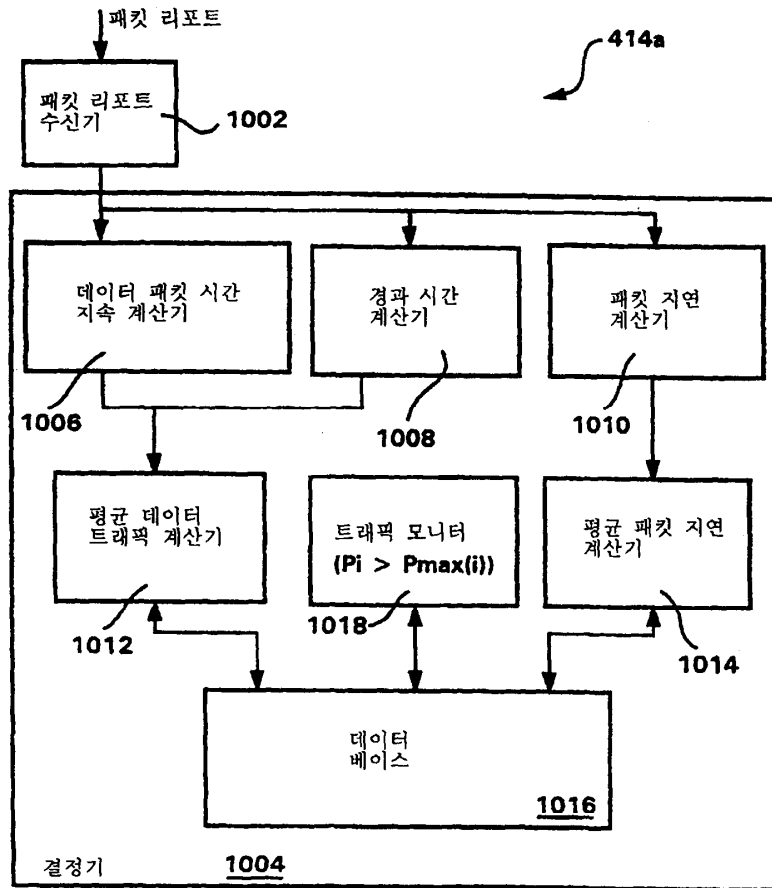 패킷 리포트
414a
패킷 리포트
수신기
1002
데이터 패킷 시간
지속 계산기
경과 시간
계산기
패킷 지연
계산기
1006
1008
1010
평균 데이터
트래픽 계산기
트래픽 모니터
(Pi > Pmax(i))
평균 패킷 지연
계산기
1012
1018
1014
데이터
베이스
1016
결정기
1004